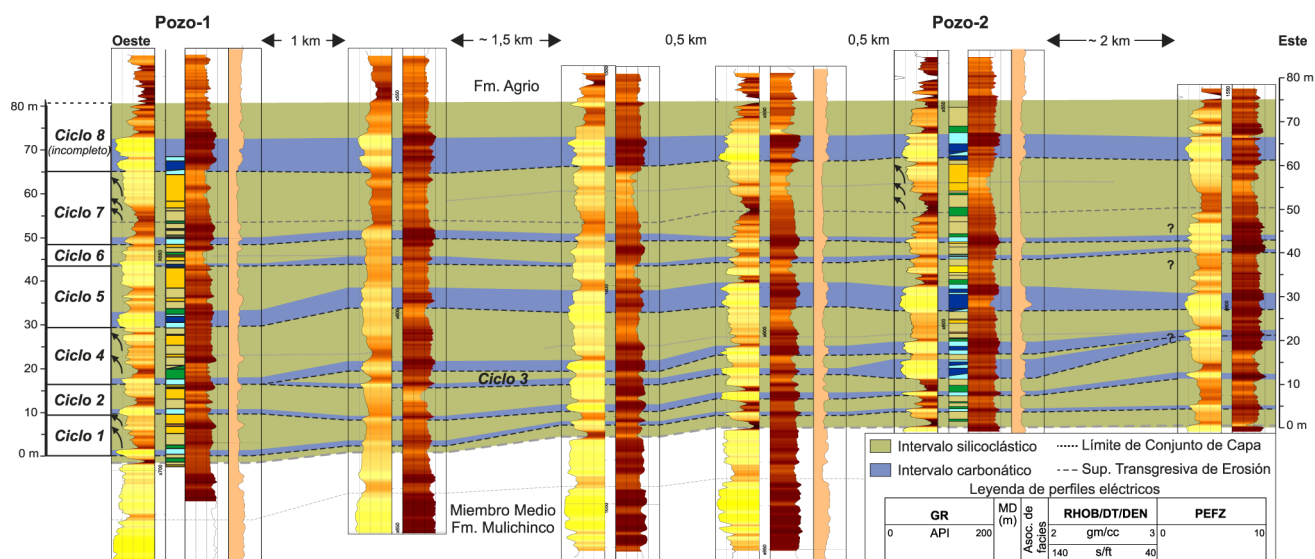 Pozo-1
Pozo-2
Oeste
1 km
~ 1,5 km
0,5 km
0,5 km
~ 2 km
Este
Fm. Agrio
80 m
70
60
50
40
30
20
10
0 m
Ciclo 8
(incompleto)
Ciclo 7
Ciclo 6
Ciclo 5
Ciclo 4
Ciclo 3
Ciclo 2
Ciclo 1
80 m
70
60
50
40
30
20
10
0 m
?
?
?
x700
Miembro Medio
Fm. Mulichinco
Intervalo silicoclástico
Límite de Conjunto de Capa
Intervalo carbonático
Sup. Transgresiva de Erosión
Leyenda de perfiles eléctricos
GR
0 API 200
MD
(m)
Asoc. de
facies
RHOB/DT/DEN
2 gm/cc 3
140 s/ft 40
PEFZ
0 10